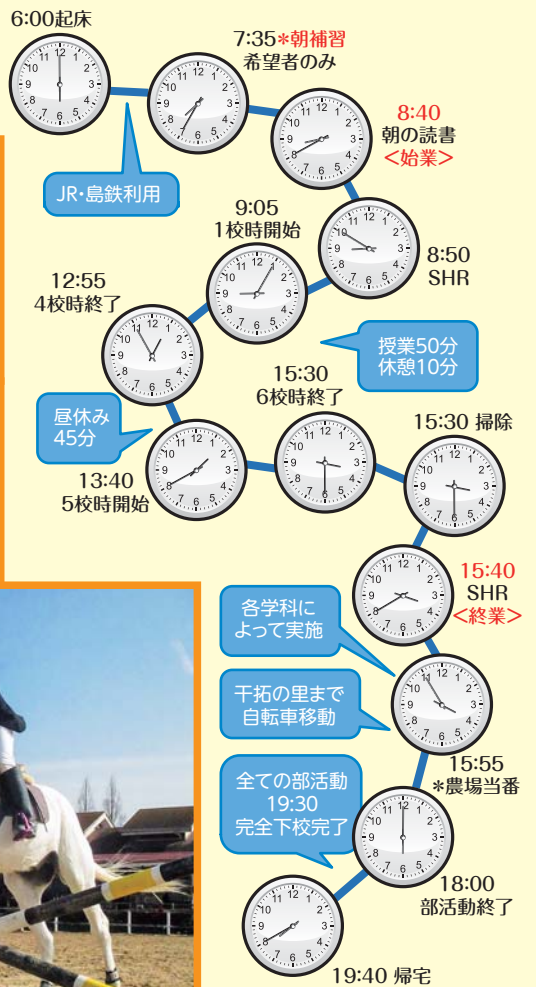 6:00起床
7:35*朝補習
希望者のみ
8:40
朝の読書
<始業>
JR・島鉄利用
8:50
SHR
9:05
1校時開始
12:55
4校時終了
授業50分
休憩10分
昼休み
45分
13:40
5校時開始
15:30
6校時終了
15:30 掃除
15:40
SHR
<終業>
各学科に
よって実施
干拓の里まで
自転車移動
15:55
*農場当番
全ての部活動
19:30
完全下校完了
18:00
部活動終了
19:40 帰宅